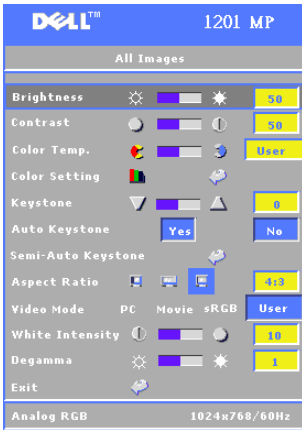 DELL™ 1201 MP
All Images
Brightness 50
Contrast 50
Color Temp. User
Color Setting
Keystone 0
Auto Keystone Yes No
Semi-Auto Keystone
Aspect Ratio 4:3
Video Mode PC Movie sRGB User
White Intensity 10
Degamma 1
Exit
Analog RGB 1024x768/60Hz